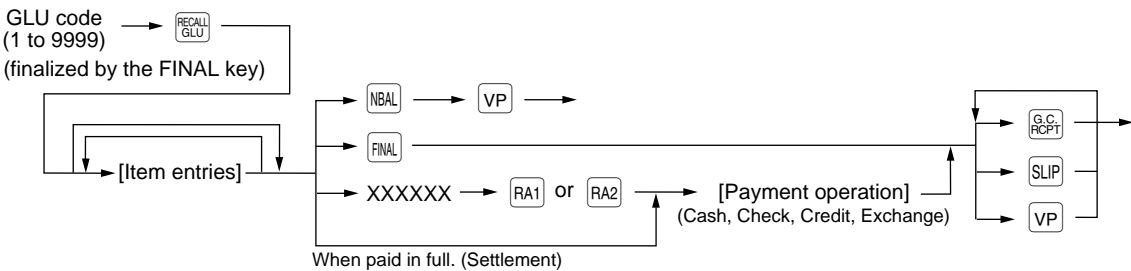 GLU code
(1 to 9999)
RECALL
GLU
(finalized by the FINAL key)
NBAL
VP
G.C.
RCPT
[Item entries]
FINAL
SLIP
XXXXXX
RA1 or RA2
[Payment operation]
(Cash, Check, Credit, Exchange)
VP
When paid in full. (Settlement)